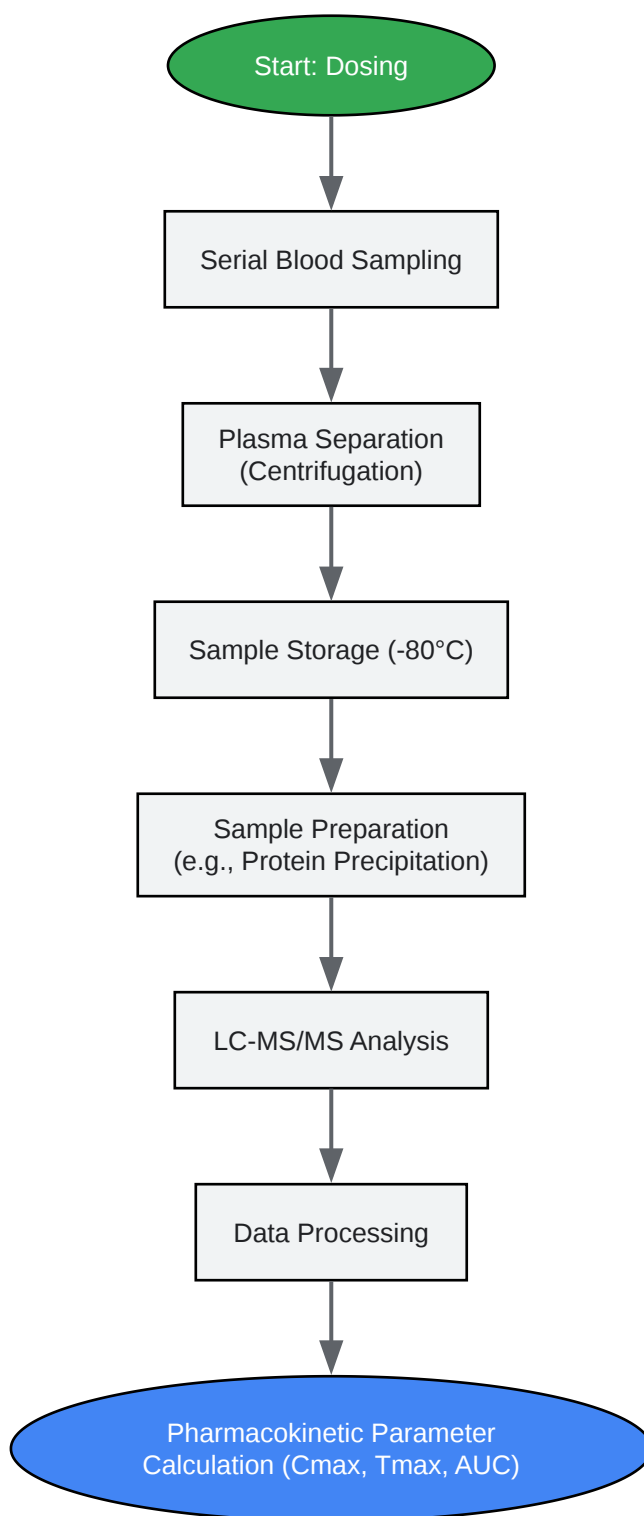 Start: Dosing
Serial Blood Sampling
Plasma Separation
(Centrifugation)
Sample Storage (-80°C)
Sample Preparation
(e.g., Protein Precipitation)
LC-MS/MS Analysis
Data Processing
Pharmacokinetic Parameter
Calculation (Cmax, Tmax, AUC)